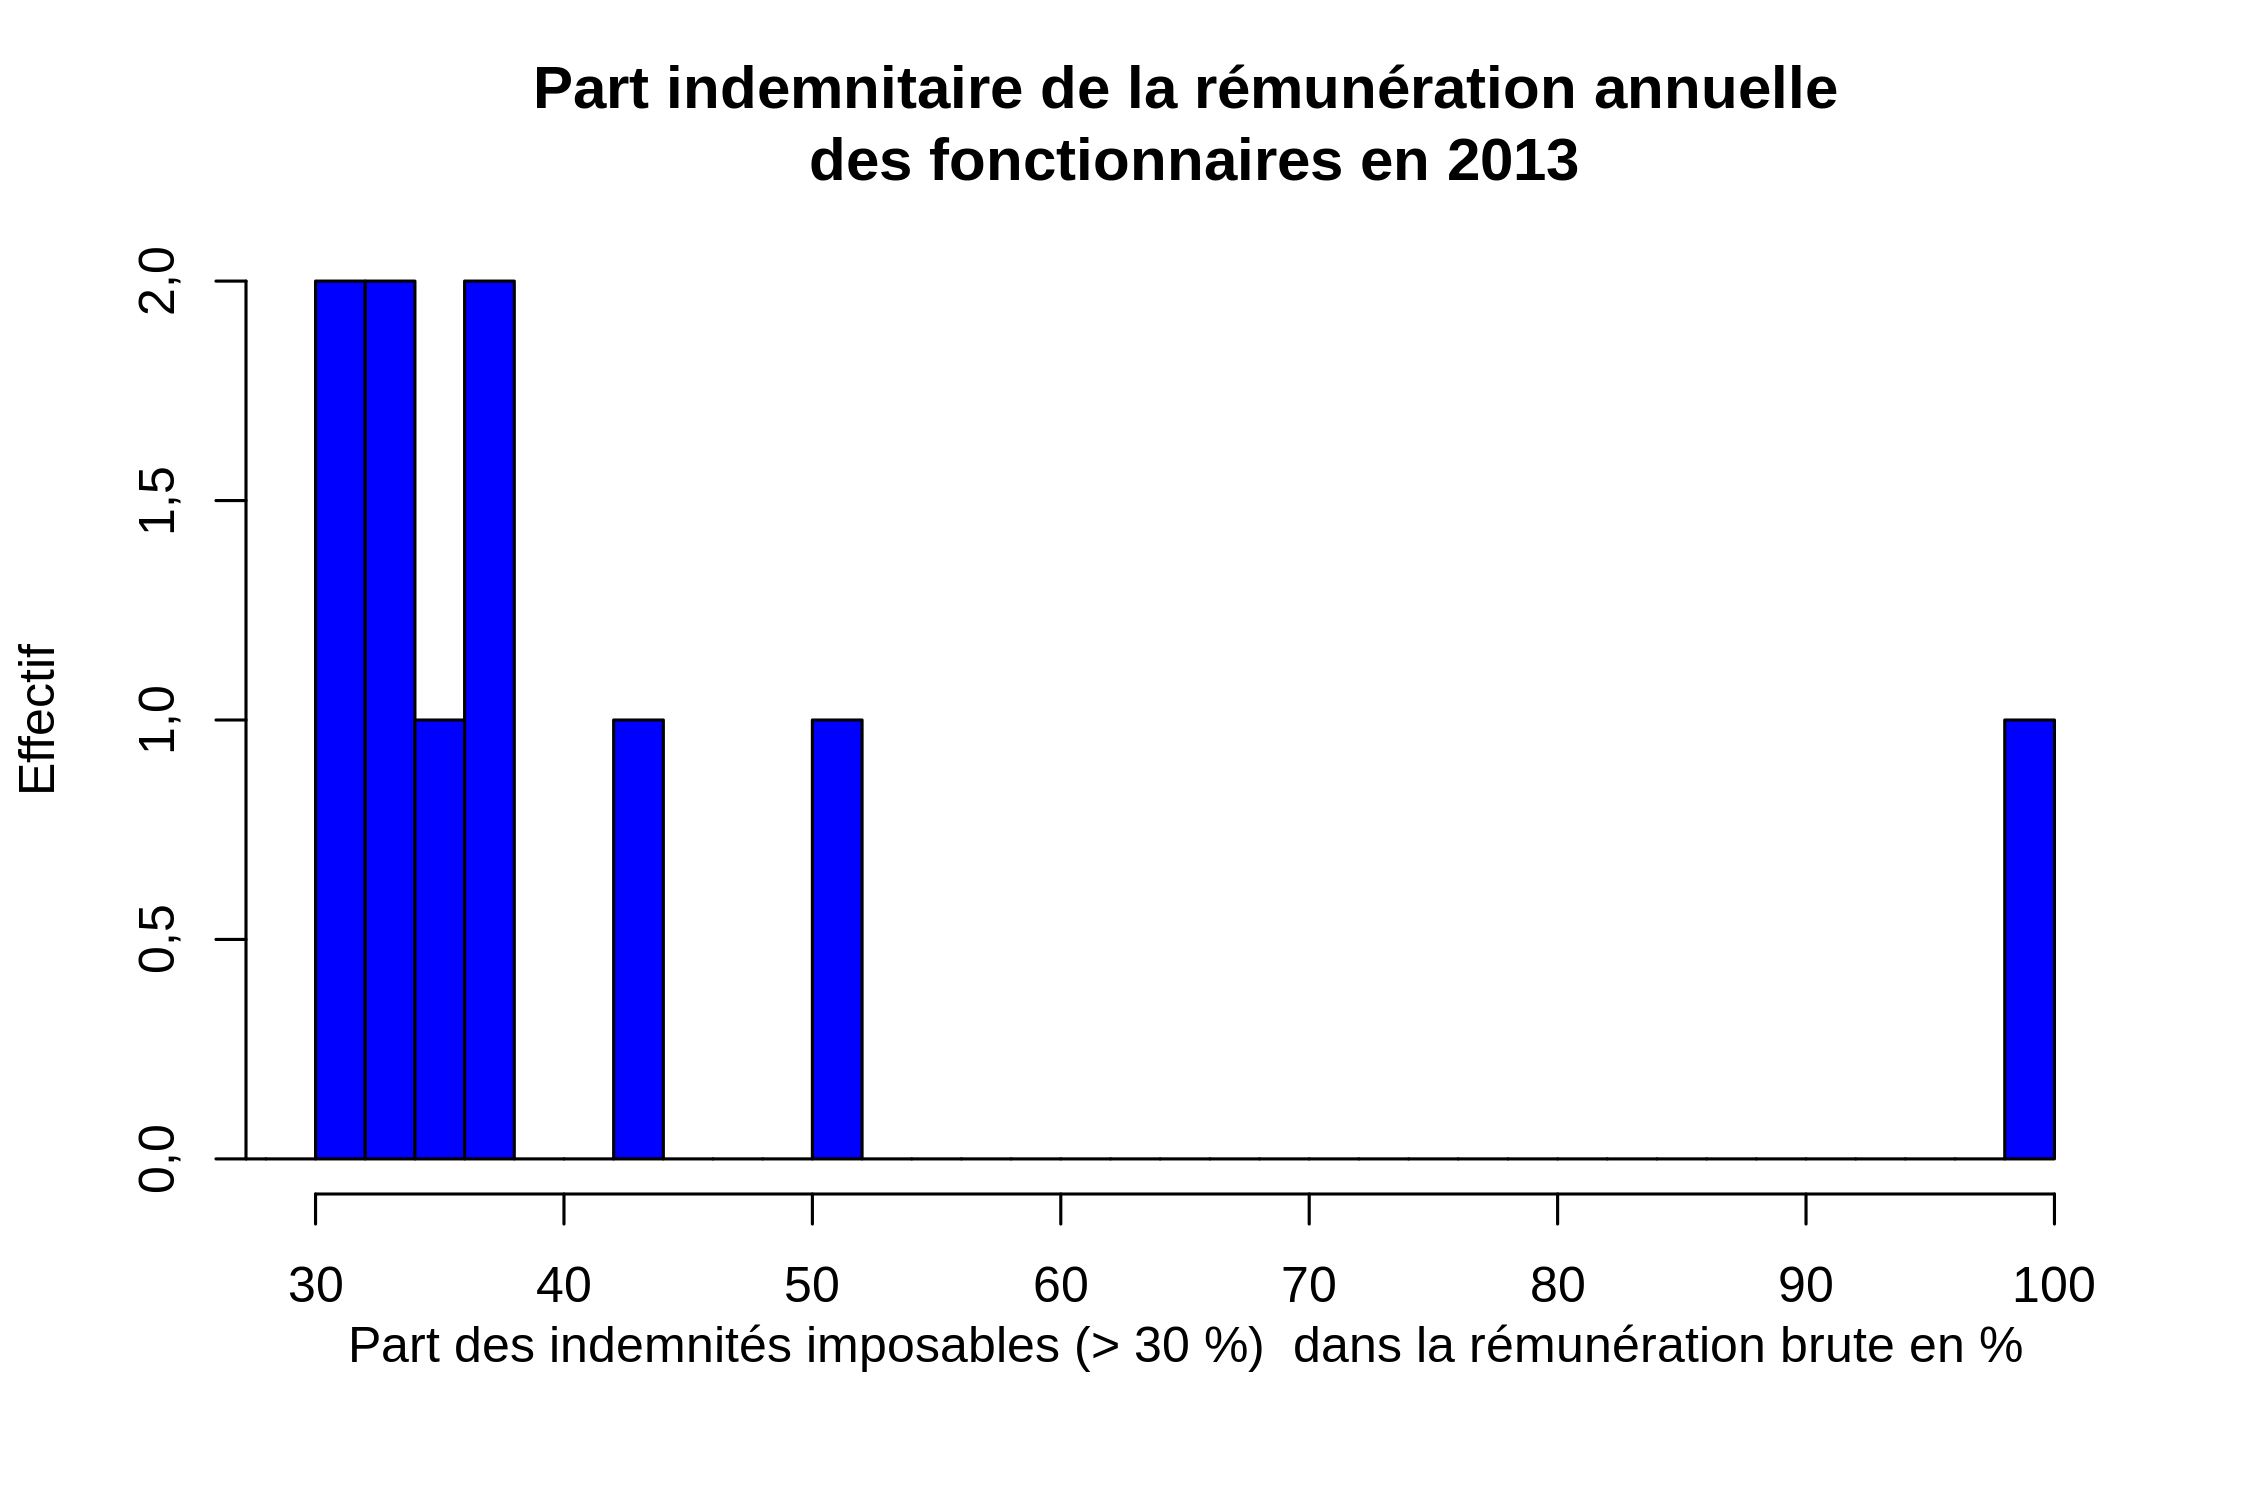 Part indemnitaire de la rémunération annuelle
des fonctionnaires en 2013
2,0
1,5
1,0
0,5
0,0
Effectif
30 40 50 60 70 80 90 100
Part des indemnités imposables (> 30 %)  dans la rémunération brute en %